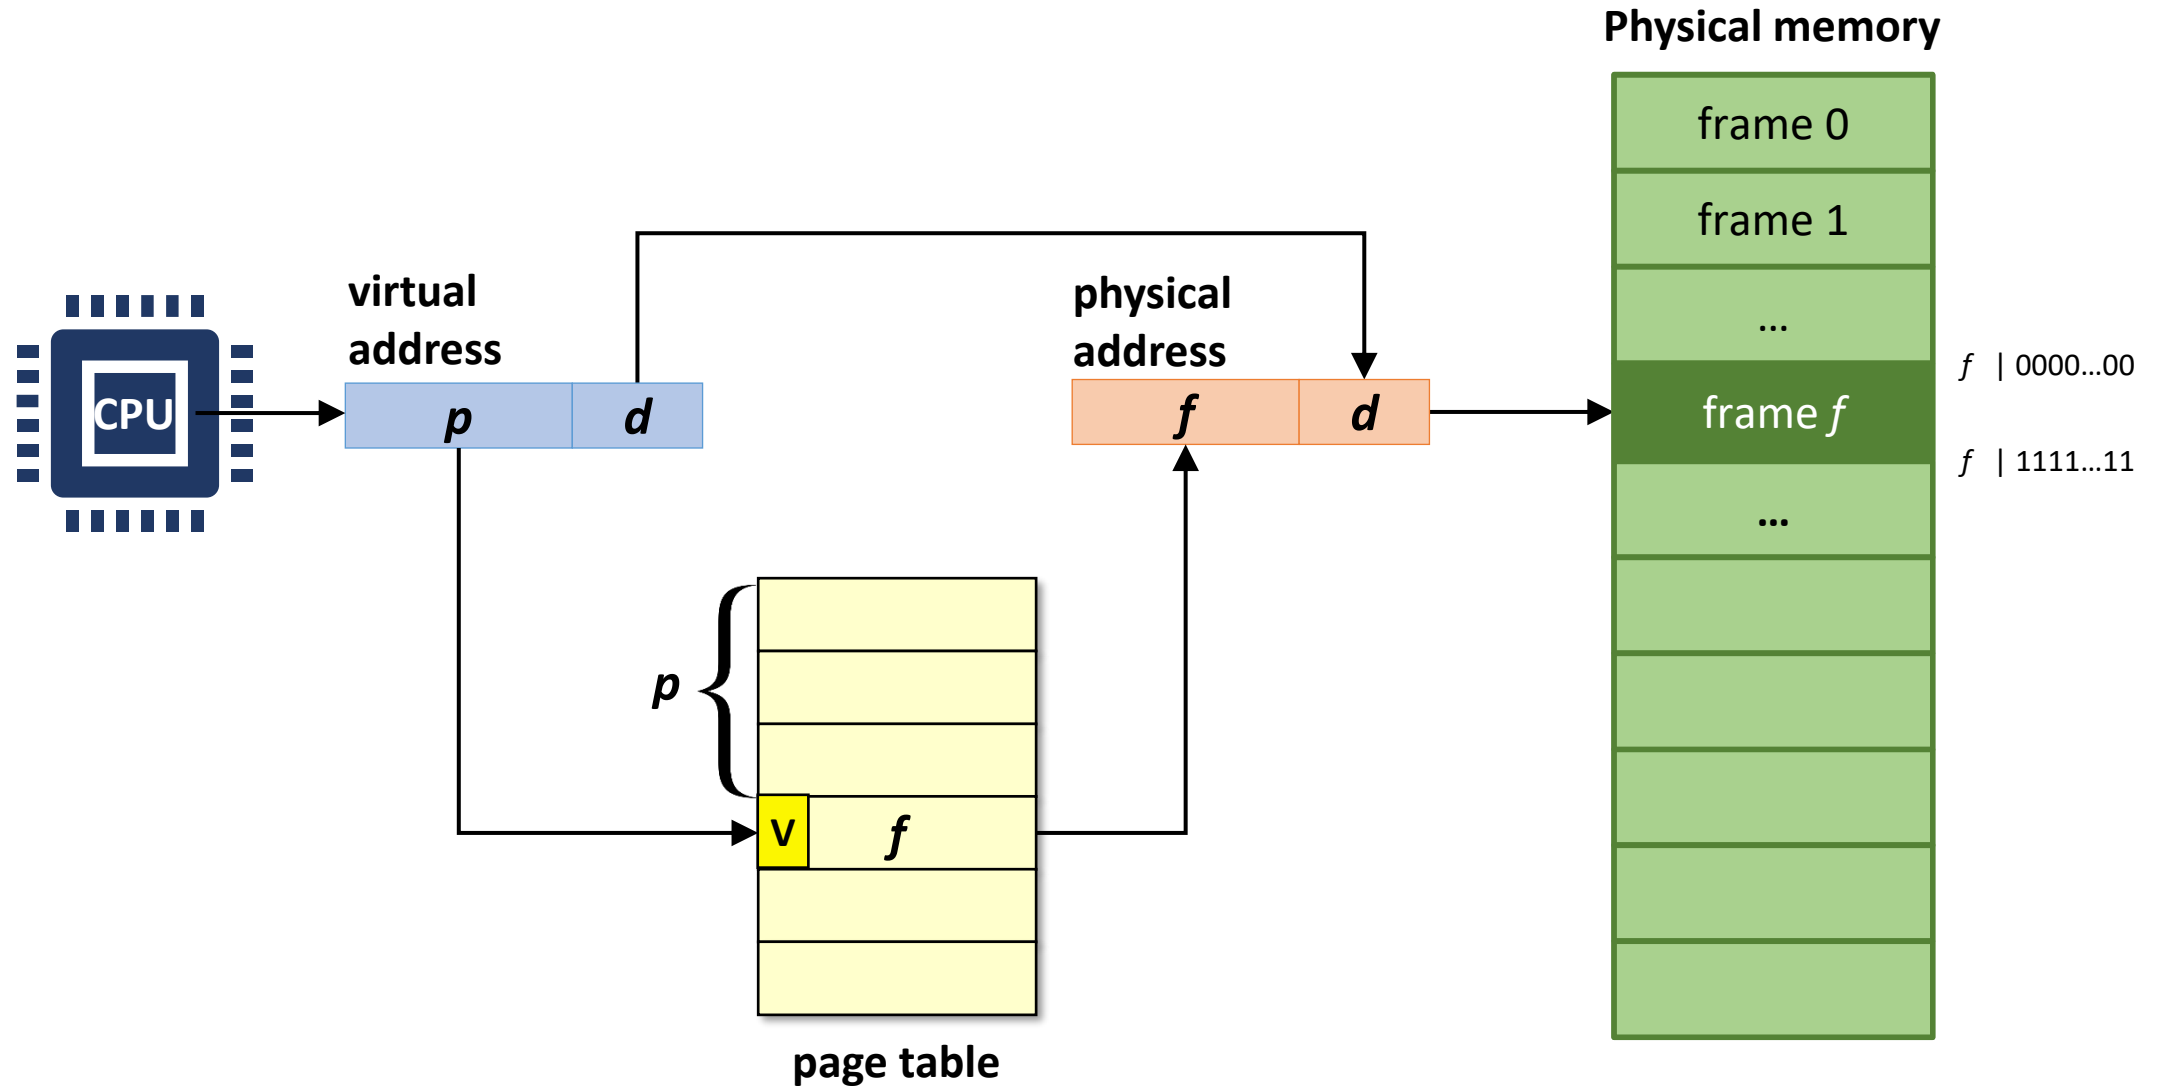 Physical memory
frame 0
frame 1
...
frame f
...
f | 0000...00
f | 1111...11
CPU
virtual
address
p d
physical
address
f d
p
V f
page table